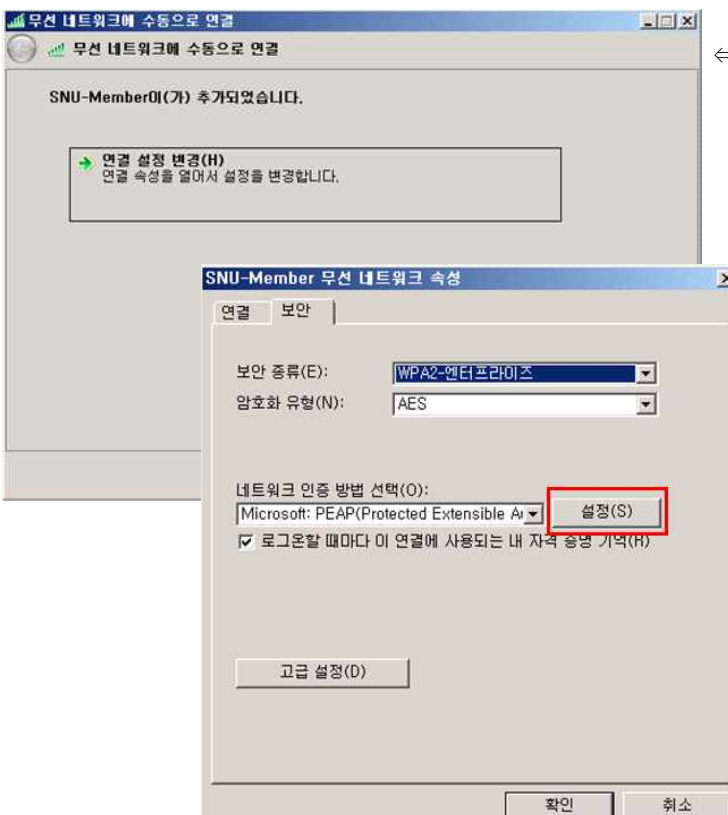 무선 네트워크에 수동으로 연결
무선 네트워크에 수동으로 연결
⇐
SNU-Member이(가) 추가되었습니다.
연결 설정 변경(H)
연결 속성을 열어서 설정을 변경합니다.
SNU-Member 무선 네트워크 속성
연결 보안
보안 종류(E): WPA2-엔터프라이즈
암호화 유형(N): AES
네트워크 인증 방법 선택(O):
Microsoft: PEAP(Protected Extensible Au 설정(S)
로그온할 때마다 이 연결에 사용되는 내 자격 증명 기억(R)
고급 설정(D)
확인 취소